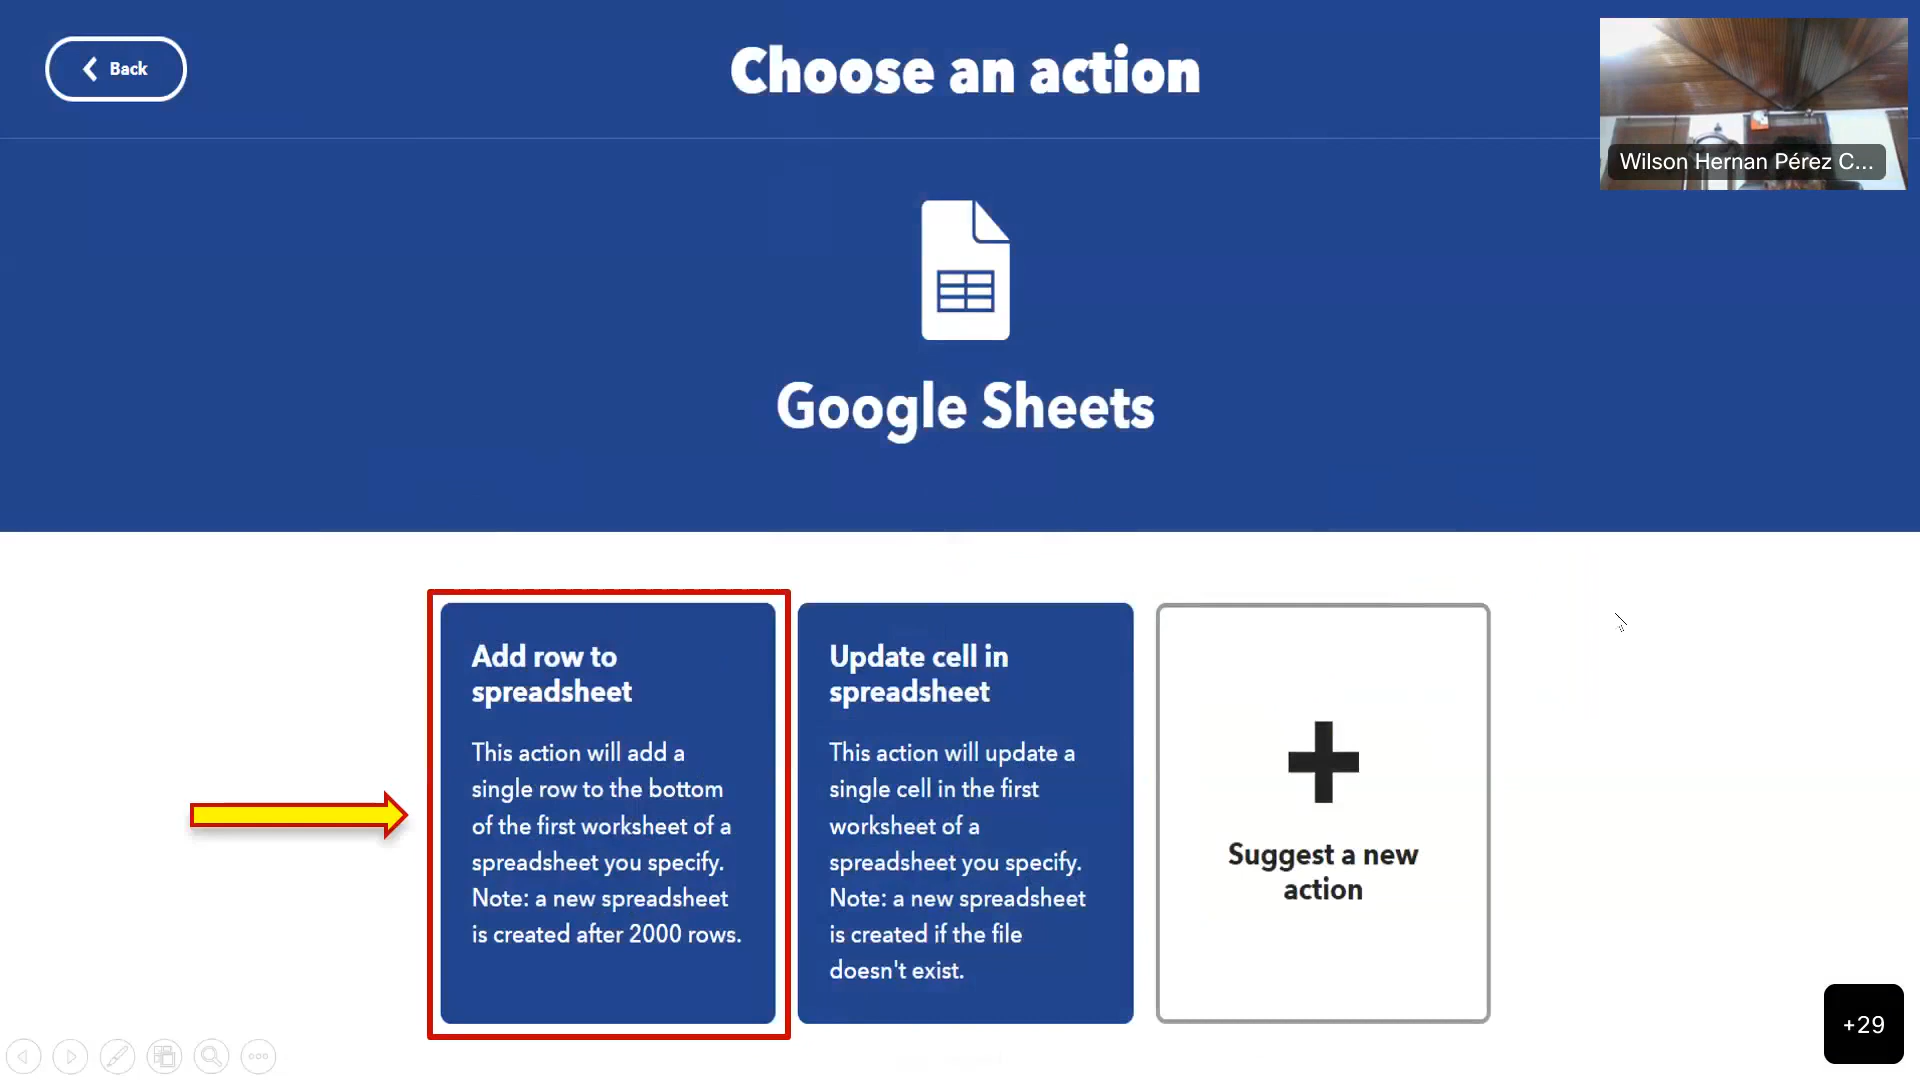 Back
Choose an action
Wilson Hernan Pérez C...
Google Sheets
Add row to
spreadsheet
This action will add a
single row to the bottom
of the first worksheet of a
spreadsheet you specify.
Note: a new spreadsheet
is created after 2000 rows.
Update cell in
spreadsheet
This action will update a
single cell in the first
worksheet of a
spreadsheet you specify.
Note: a new spreadsheet
is created if the file
doesn't exist.
Suggest a new
action
+29